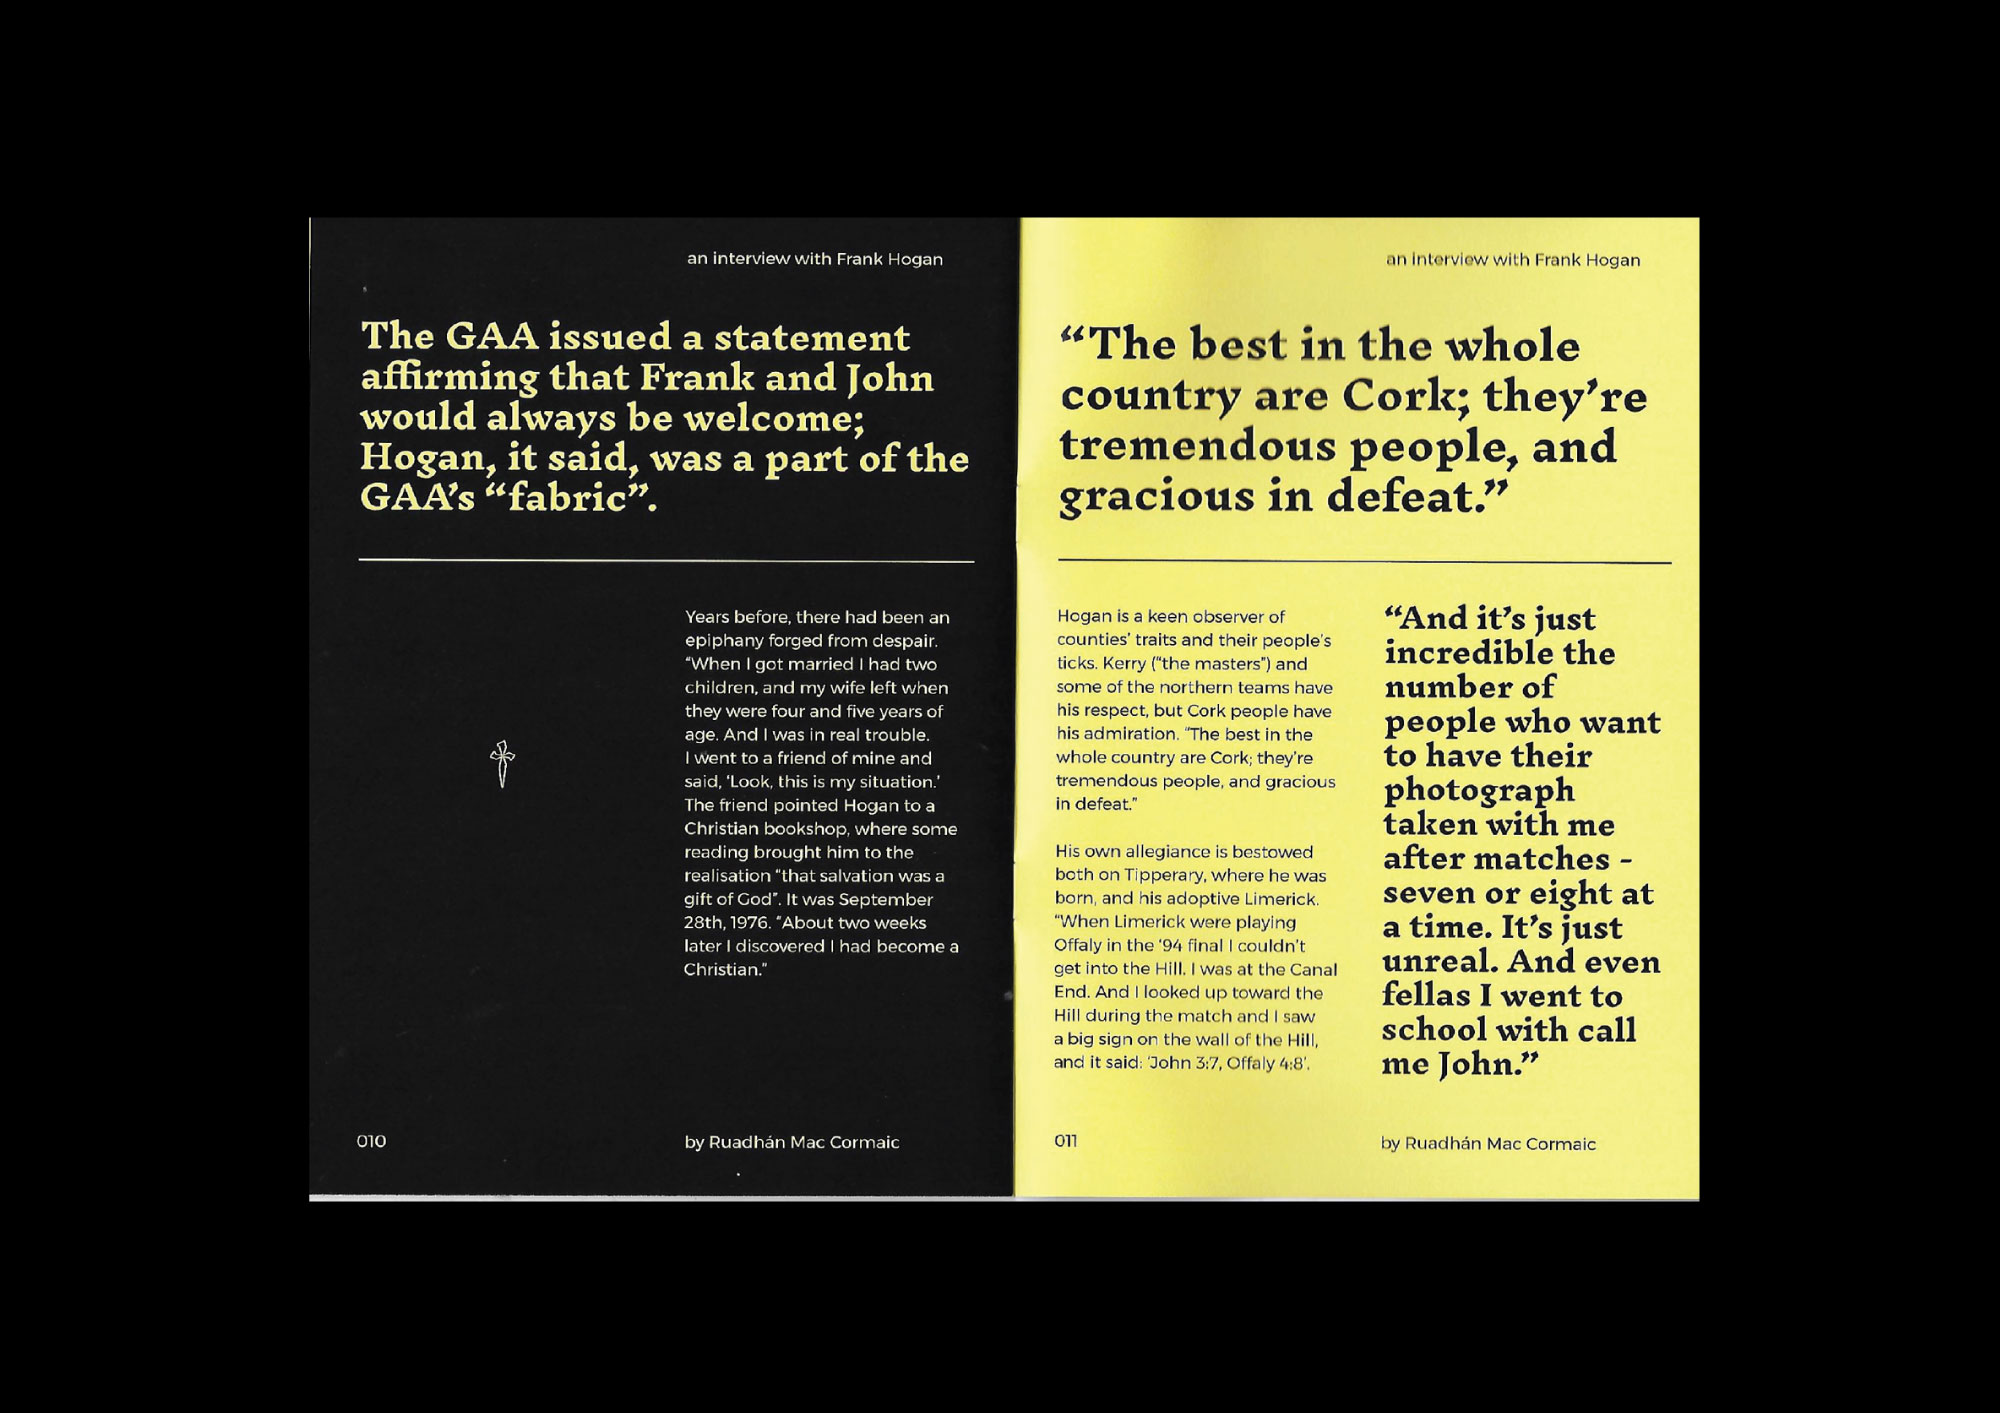 an interview with Frank Hogan
The GAA issued a statement
affirming that Frank and John
would always be welcome;
Hogan, it said, was a part of the
GAA’s “fabric”.
Years before, there had been an
epiphany forged from despair.
“When I got married I had two
children, and my wife left when
they were four and five years of
age. And I was in real trouble.
I went to a friend of mine and
said, ‘Look, this is my situation.’
The friend pointed Hogan to a
Christian bookshop, where some
reading brought him to the
realisation “that salvation was a
gift of God”. It was September
28th, 1976. “About two weeks
later I discovered I had become a
Christian.”
010
by Ruadhán Mac Cormaic
an interview with Frank Hogan
“The best in the whole
country are Cork; they’re
tremendous people, and
gracious in defeat.”
Hogan is a keen observer of
counties’ traits and their people’s
ticks. Kerry (“the masters”) and
some of the northern teams have
his respect, but Cork people have
his admiration. “The best in the
whole country are Cork; they’re
tremendous people, and gracious
in defeat.”
His own allegiance is bestowed
both on Tipperary, where he was
born, and his adoptive Limerick.
“When Limerick were playing
Offaly in the ‘94 final I couldn’t
get into the Hill. I was at the Canal
End. And I looked up toward the
Hill during the match and I saw
a big sign on the wall of the Hill,
and it said: ‘John 3:7, Offaly 4:8’.
“And it’s just
incredible the
number of
people who want
to have their
photograph
taken with me
after matches -
seven or eight at
a time. It’s just
unreal. And even
fellas I went to
school with call
me John.”
011
by Ruadhán Mac Cormaic